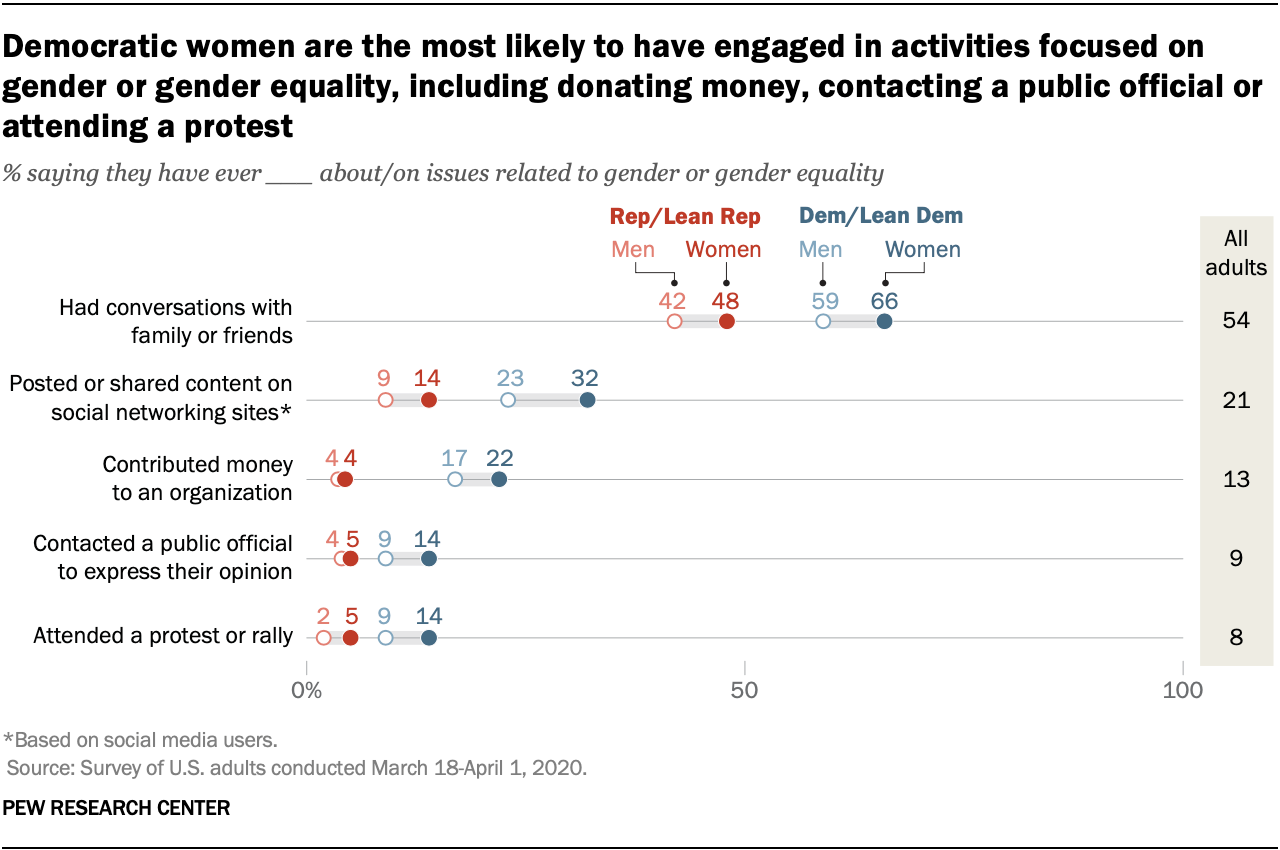 Democratic women are the most likely to have engaged in activities focused on
gender or gender equality, including donating money, contacting a public official or
attending a protest
% saying they have ever ___ about/on issues related to gender or gender equality
Rep/Lean Rep Dem/Lean Dem
Men Women Men Women
All
adults
Had conversations with
family or friends
42 48 59 66
54
Posted or shared content on
social networking sites*
9 14 23 32
21
Contributed money
to an organization
4 4 17 22
13
Contacted a public official
to express their opinion
4 5 9 14
9
Attended a protest or rally
2 5 9 14
8
0% 50 100
*Based on social media users.
Source: Survey of U.S. adults conducted March 18-April 1, 2020.
PEW RESEARCH CENTER